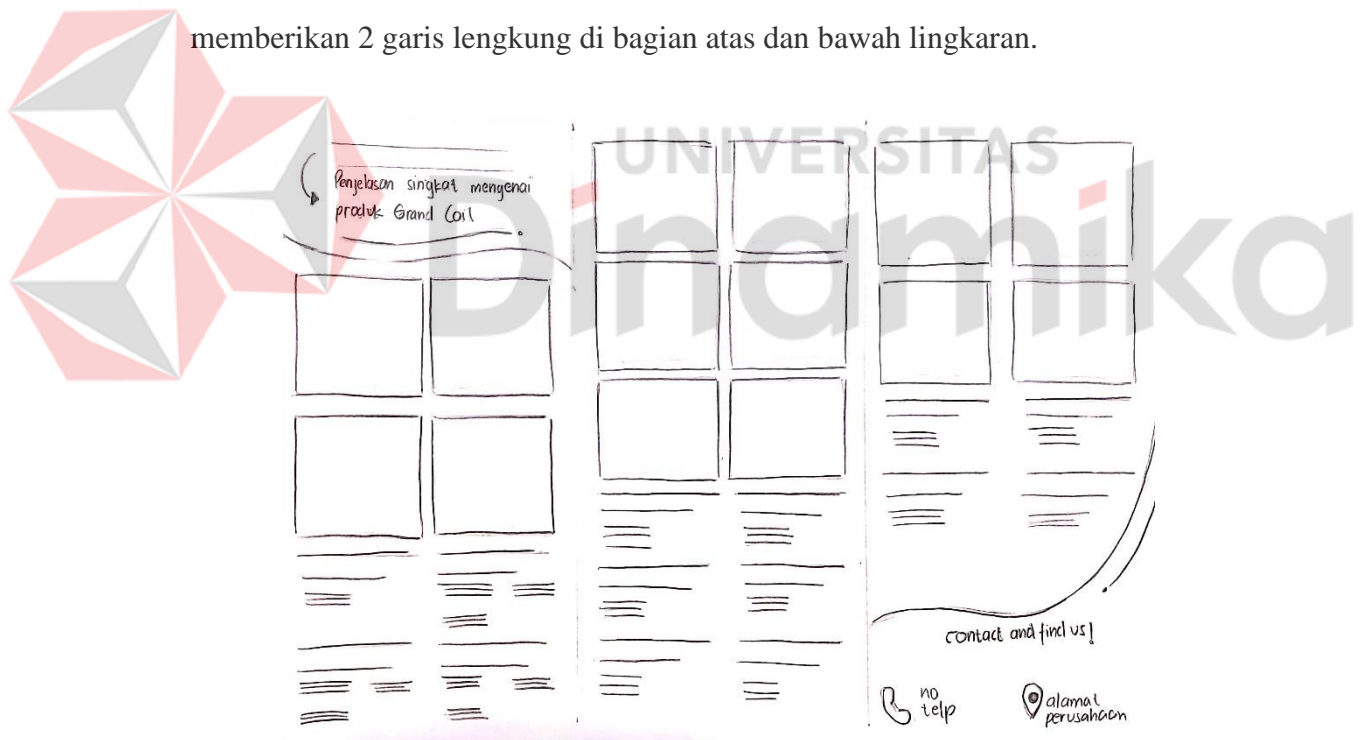 memberikan 2 garis lengkung di bagian atas dan bawah lingkaran.
UNIVERSITAS
Dinamika
Penjelasan singkat mengenai
produk Grand Coil
contact and find us!
no
telp
alamat
perusahaan